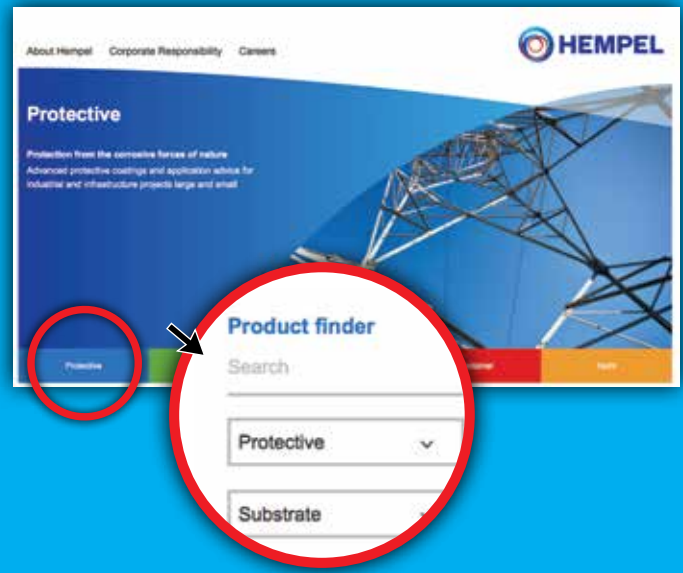 About Hempel Corporate Responsibility Careers
HEMPEL
Protective
Protection from the corrosive forces of nature
Advanced protective coatings and application advice for
industrial and infrastructure projects large and small
Product finder
Search
Protective
Substrate
Protective
Yacht